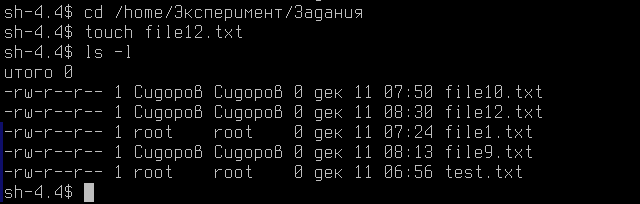 sh-4.4$ cd /home/Эксперимент/Задания
sh-4.4$ touch file12.txt
sh-4.4$ ls -l
итого 0
-rw-r--r-- 1 Сидоров Сидоров 0 дек 11 07:50 file10.txt
-rw-r--r-- 1 Сидоров Сидоров 0 дек 11 08:30 file12.txt
-rw-r--r-- 1 root    root    0 дек 11 07:24 file1.txt
-rw-r--r-- 1 Сидоров Сидоров 0 дек 11 08:13 file9.txt
-rw-r--r-- 1 root    root    0 дек 11 06:56 test.txt
sh-4.4$